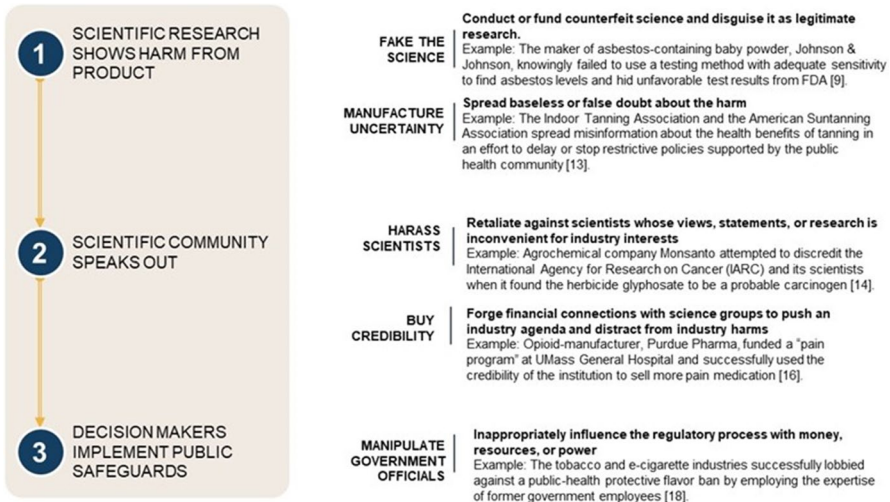 1
SCIENTIFIC RESEARCH
SHOWS HARM FROM
PRODUCT
2
SCIENTIFIC COMMUNITY
SPEAKS OUT
3
DECISION MAKERS
IMPLEMENT PUBLIC
SAFEGUARDS
FAKE THE
SCIENCE
Conduct or fund counterfeit science and disguise it as legitimate
research.
Example: The maker of asbestos-containing baby powder, Johnson &
Johnson, knowingly failed to use a testing method with adequate sensitivity
to find asbestos levels and hid unfavorable test results from FDA [9].
MANUFACTURE
UNCERTAINTY
Spread baseless or false doubt about the harm
Example: The Indoor Tanning Association and the American Suntanning
Association spread misinformation about the health benefits of tanning in
an effort to delay or stop restrictive policies supported by the public
health community [13].
HARASS
SCIENTISTS
Retaliate against scientists whose views, statements, or research is
inconvenient for industry interests
Example: Agrochemical company Monsanto attempted to discredit the
International Agency for Research on Cancer (IARC) and its scientists
when it found the herbicide glyphosate to be a probable carcinogen [14].
BUY
CREDIBILITY
Forge financial connections with science groups to push an
industry agenda and distract from industry harms
Example: Opioid-manufacturer, Purdue Pharma, funded a "pain
program" at UMass General Hospital and successfully used the
credibility of the institution to sell more pain medication [16].
MANIPULATE
GOVERNMENT
OFFICIALS
Inappropriately influence the regulatory process with money,
resources, or power
Example: The tobacco and e-cigarette industries successfully lobbied
against a public-health protective flavor ban by employing the expertise
of former government employees [18].